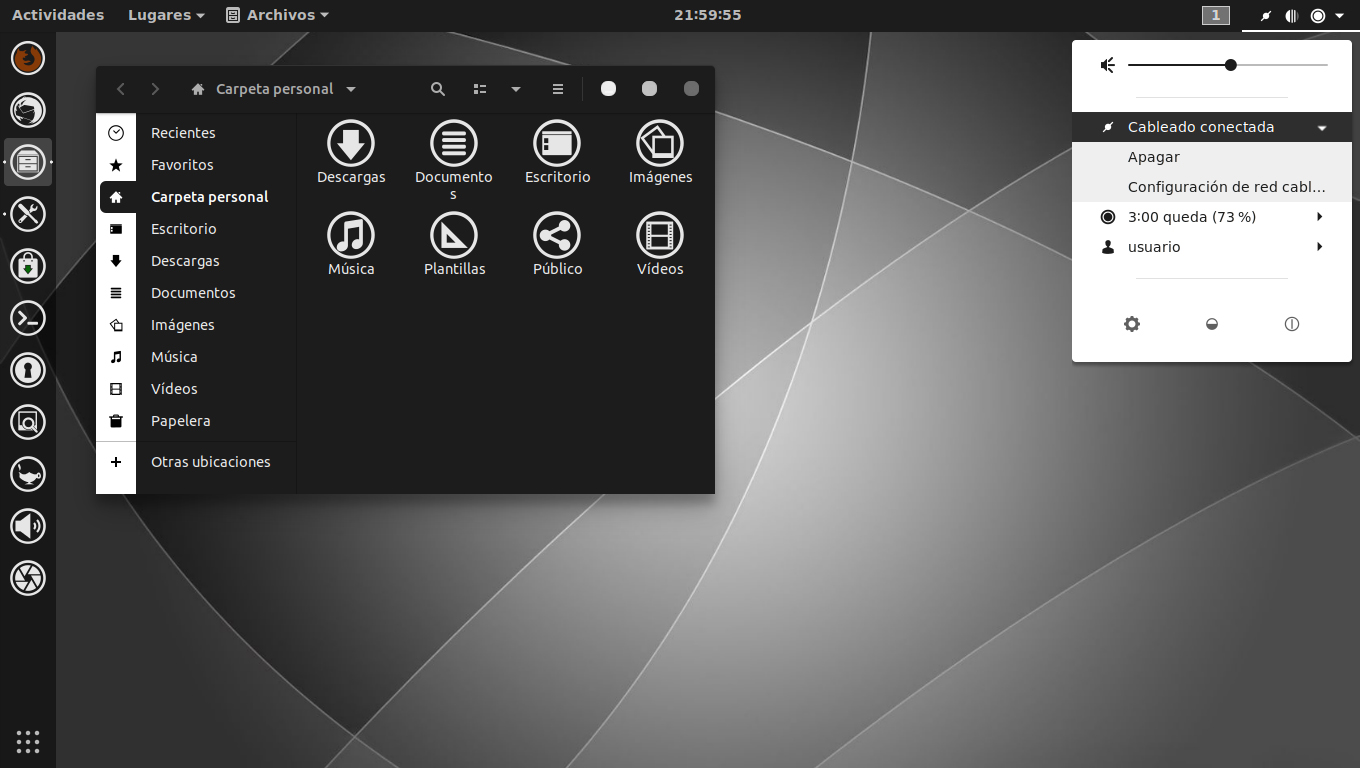 Actividades Lugares Archivos 21:59:55 1
Carpeta personal
Recientes
Favoritos
Carpeta personal
Escritorio
Descargas
Documentos
Imágenes
Música
Vídeos
Papelera
Otras ubicaciones
Descargas Documento Escritorio Imágenes
s
Música Plantillas Público Vídeos
Cableado conectada
Apagar
Configuración de red cabl...
3:00 queda (73 %)
usuario